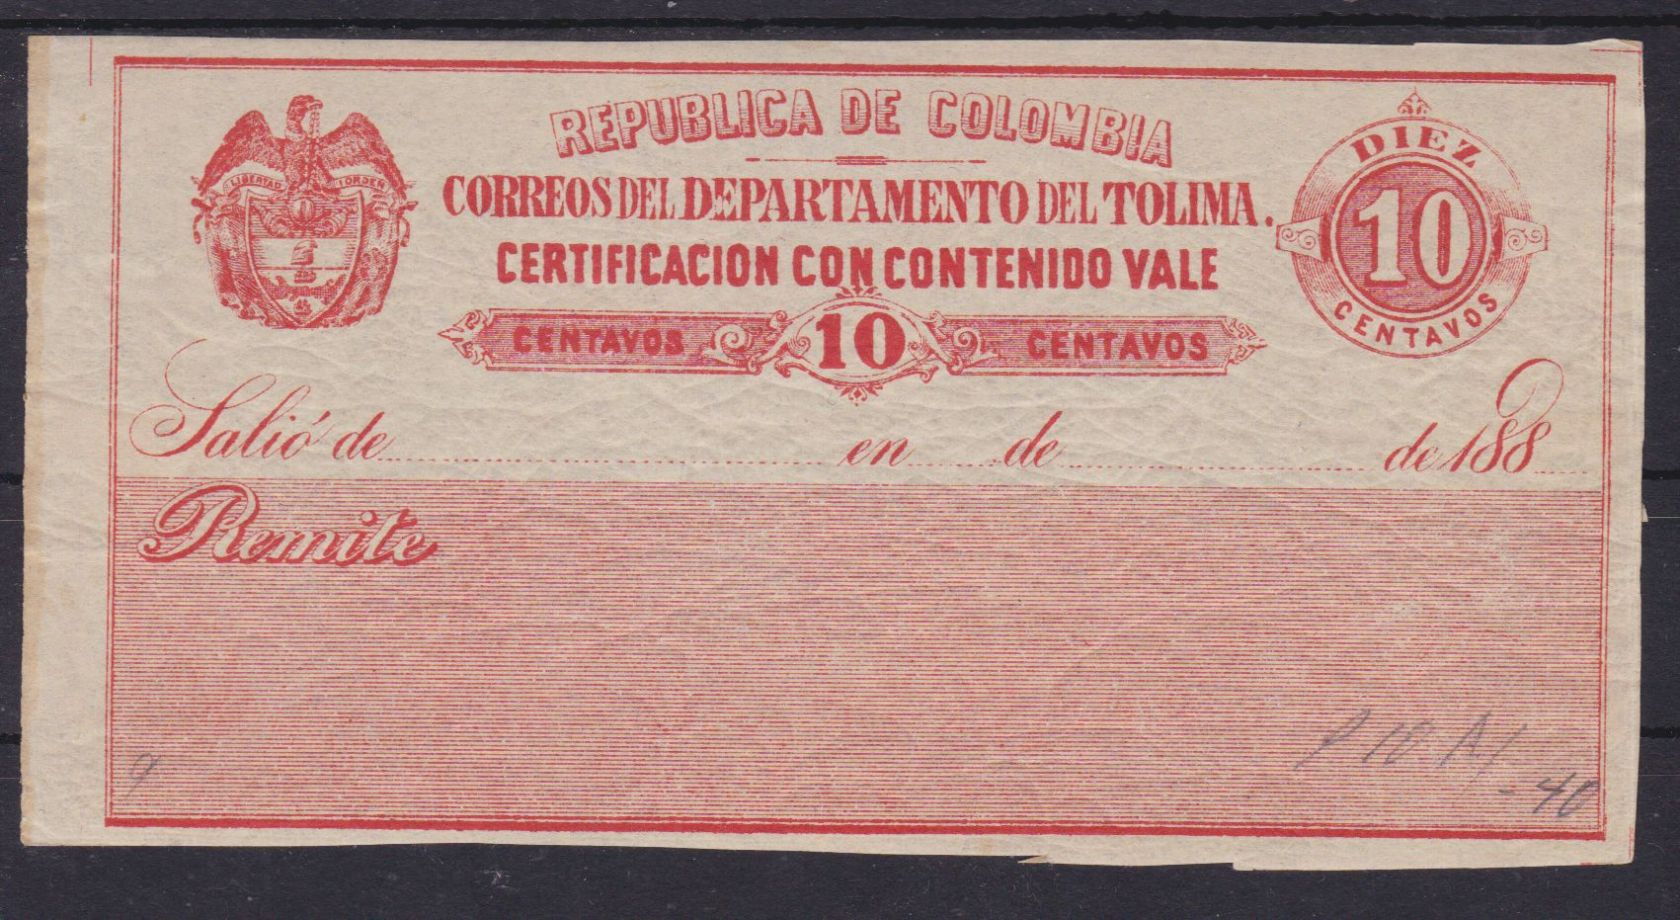 REPUBLICA DE COLOMBIA
CORREOS DEL DEPARTAMENTO DEL TOLIMA.
CERTIFICACION CON CONTENIDO VALE
CENTAVOS 10 CENTAVOS
LIBERTAD Y ORDEN
DIEZ
10
CENTAVOS
Salió de en de de 188
Remite
- 40